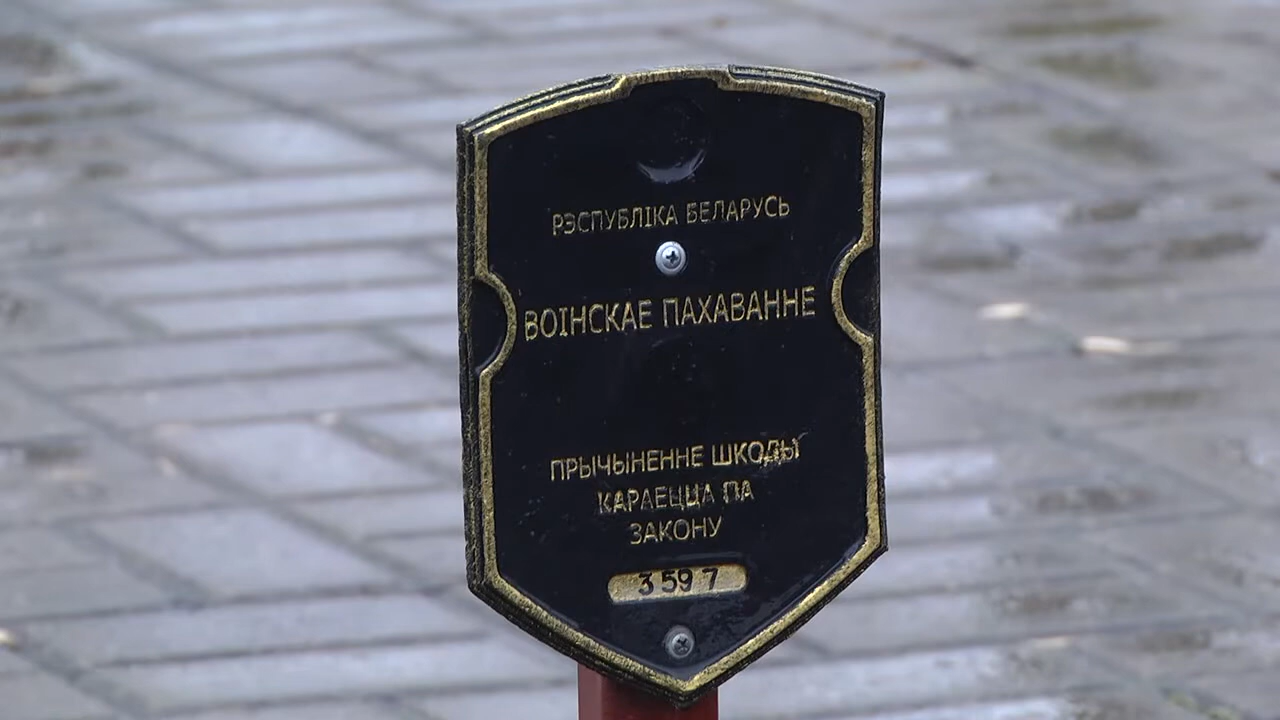 РЭСПУБЛІКА БЕЛАРУСЬ
ВОІНСКАЕ ПАХАВАННЕ
ПРЫЧЫНЕННЕ ШКОДЫ
КАРАЕЦЦА ПА
ЗАКОНУ
3597